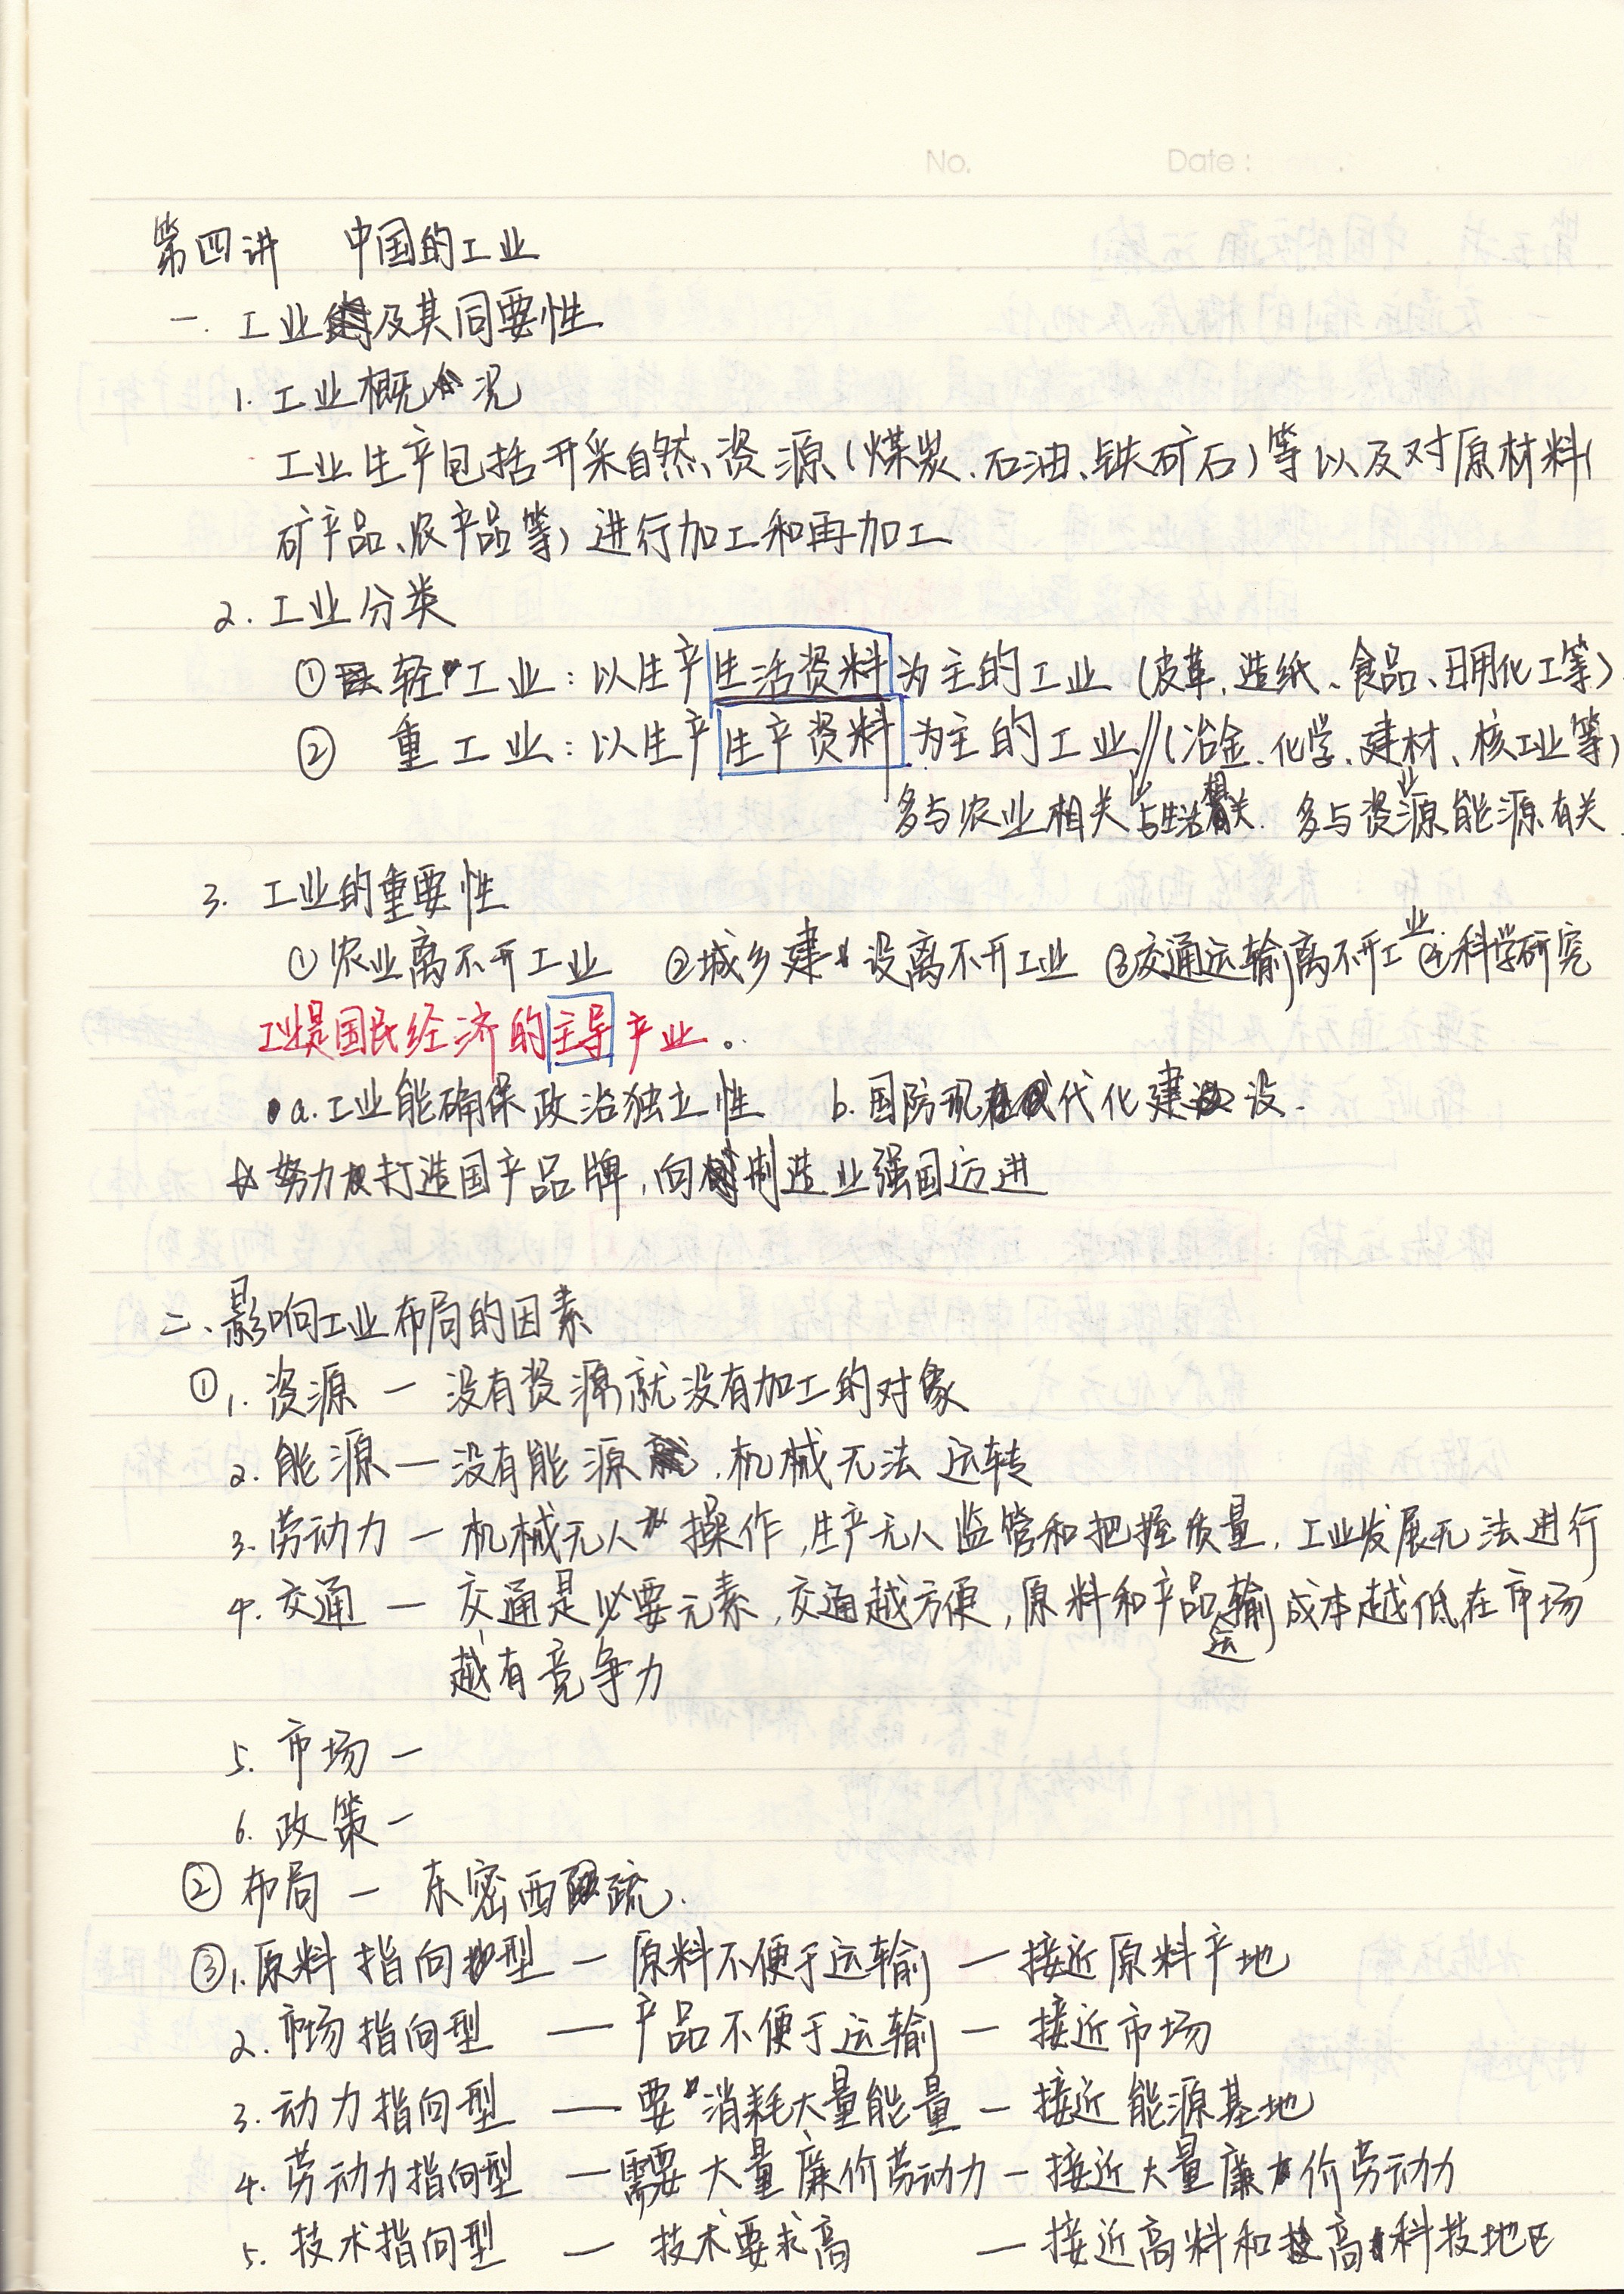 No. Date:
第四讲 中国的工业
一. 工业及其同要性
1. 工业概况
工业生产包括开采自然资源(煤炭、石油、铁矿石)等以及对原材料(
矿产品、农产品等)进行加工和再加工
2. 工业分类
①轻工业:以生产生活资料为主的工业(皮革、造纸、食品、日用化工等)
② 重工业:以生产生产资料为主的工业(冶金、化学、建材、核工业等)
多与农业相关 与生活相关. 多与资源能源有关.
3. 工业的重要性
①农业离不开工业 ②城乡建设离不开工业 ③交通运输离不开工业 ④科学研究
工业是国民经济的主导产业。
a.工业能确保政治独立性 b.国防现代化建设.
☆努力打造国产品牌,向制造业强国迈进
二、影响工业布局的因素
①1. 资源 — 没有资源就没有加工的对象
2. 能源 — 没有能源,机械无法运转
3. 劳动力 — 机械无人操作,生产无人监管和把握质量,工业发展无法进行
4. 交通 — 交通是必要元素,交通越方便,原料和产品运输成本越低,在市场
越有竞争力
5. 市场 —
6. 政策 —
② 布局 — 东密西疏.
③1.原料指向型 — 原料不便于运输 — 接近原料产地
2. 市场指向型 — 产品不便于运输 — 接近市场
3. 动力指向型 — 要消耗大量能量 — 接近能源基地
4. 劳动力指向型 — 需要大量廉价劳动力 — 接近大量廉价劳动力
5. 技术指向型 — 技术要求高 — 接近高料和高科技地区